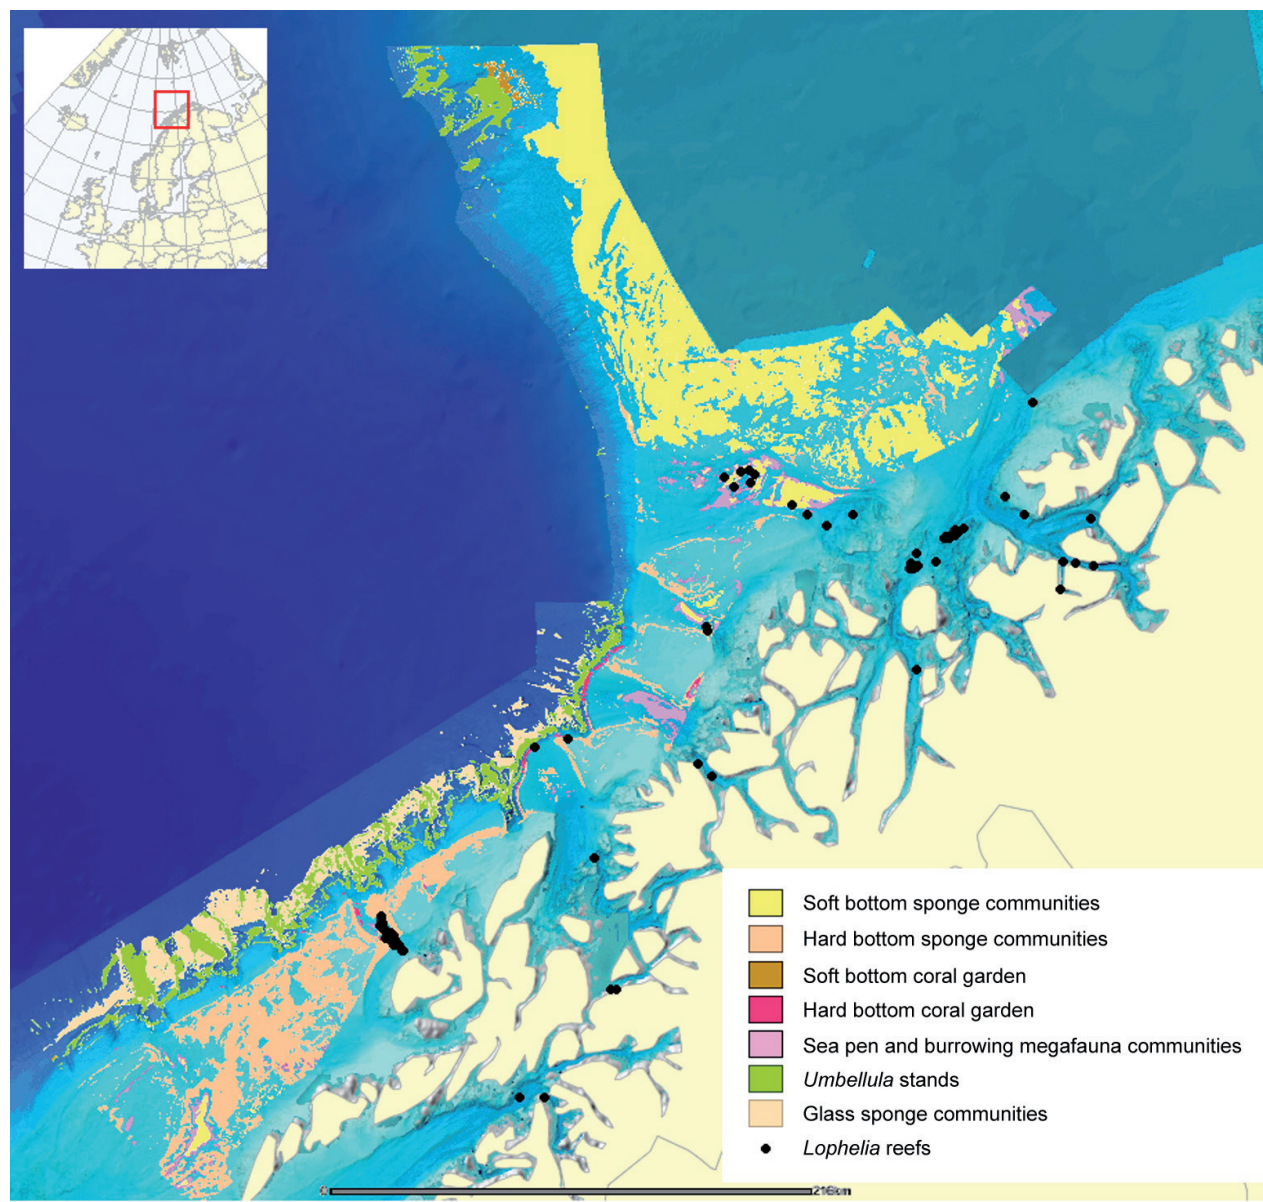 Soft bottom sponge communities
Hard bottom sponge communities
Soft bottom coral garden
Hard bottom coral garden
Sea pen and burrowing megafauna communities
Umbellula stands
Glass sponge communities
Lophelia reefs
0 216km